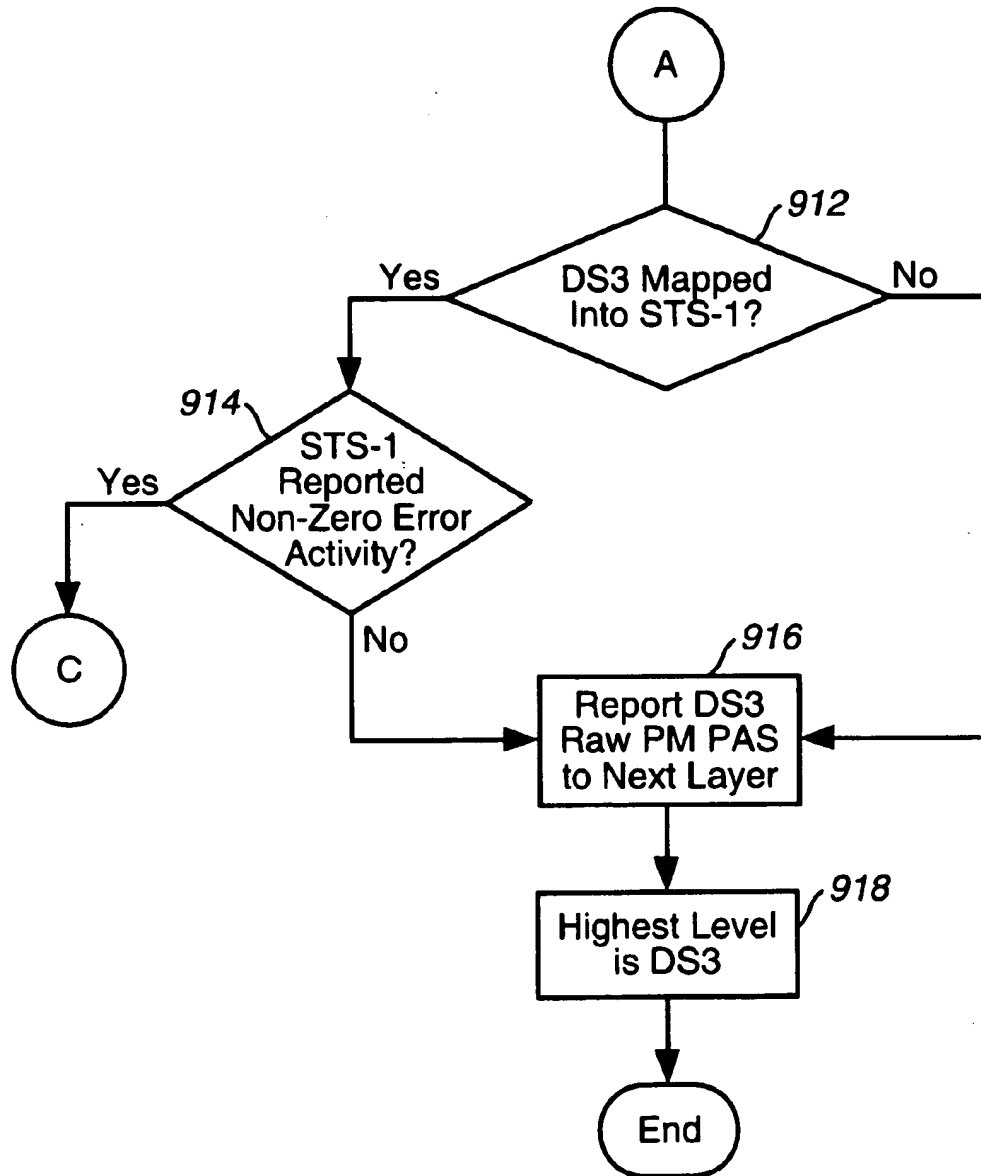 A
912
DS3 Mapped
Into STS-1?
Yes
No
914
STS-1
Reported
Non-Zero Error
Activity?
Yes
No
C
916
Report DS3
Raw PM PAS
to Next Layer
918
Highest Level
is DS3
End